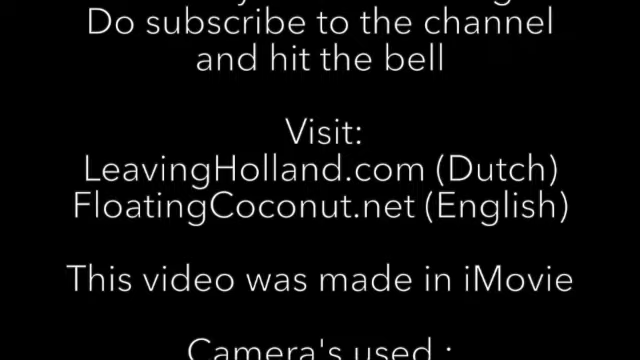 Do subscribe to the channel
and hit the bell
Visit:
LeavingHolland.com (Dutch)
FloatingCoconut.net (English)
This video was made in iMovie
Camera's used :